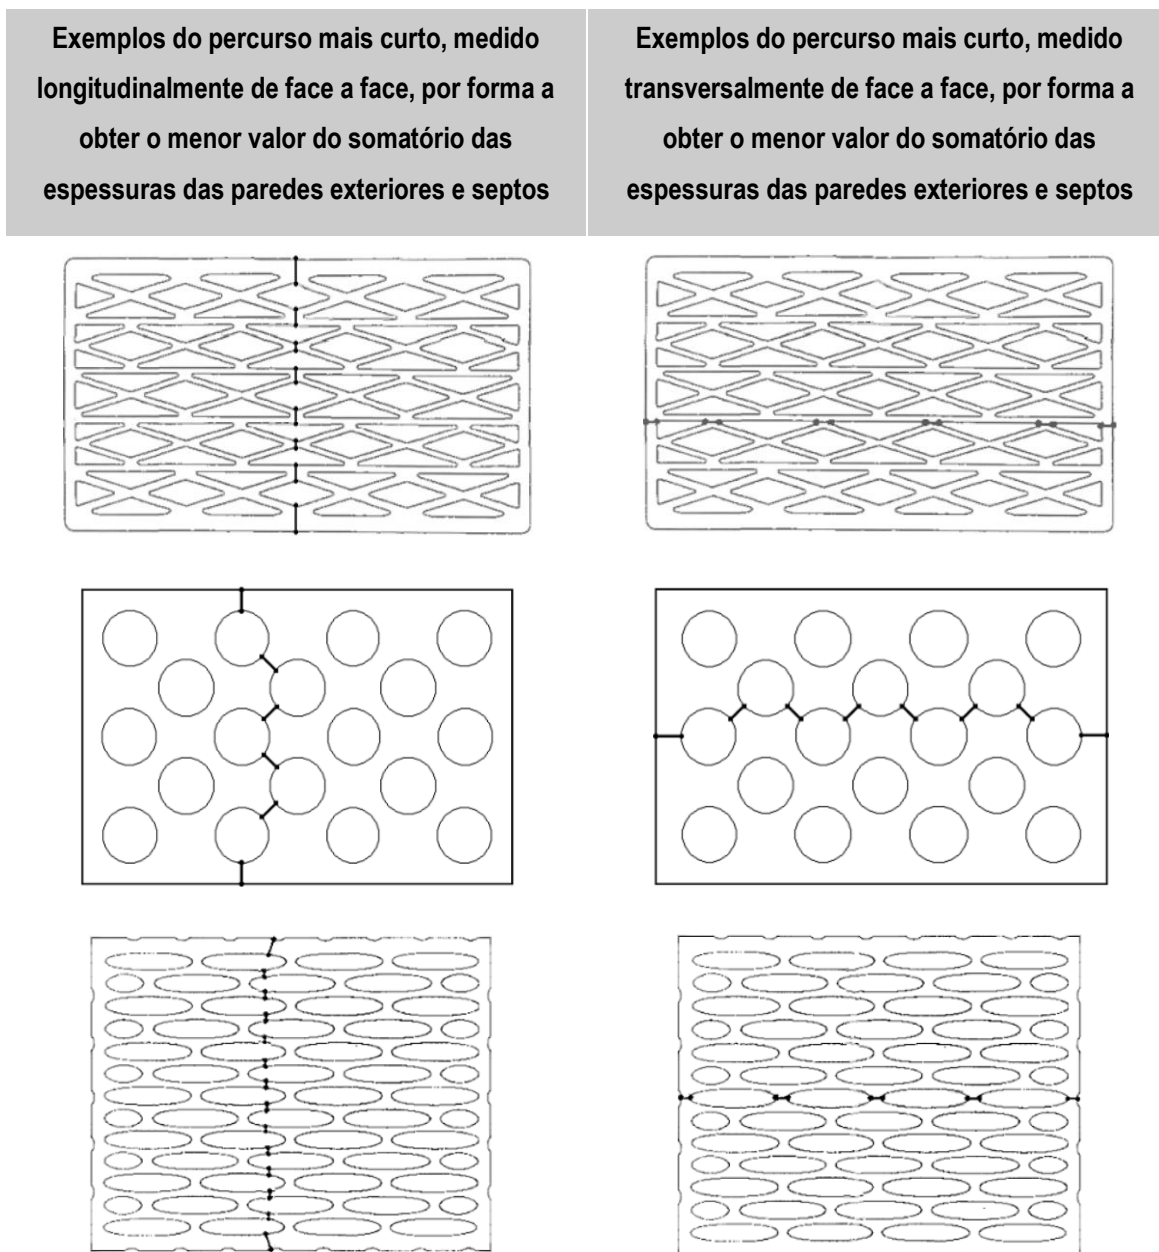 Exemplos do percurso mais curto, medido
longitudinalmente de face a face, por forma a
obter o menor valor do somatório das
espessuras das paredes exteriores e septos
Exemplos do percurso mais curto, medido
transversalmente de face a face, por forma a
obter o menor valor do somatório das
espessuras das paredes exteriores e septos